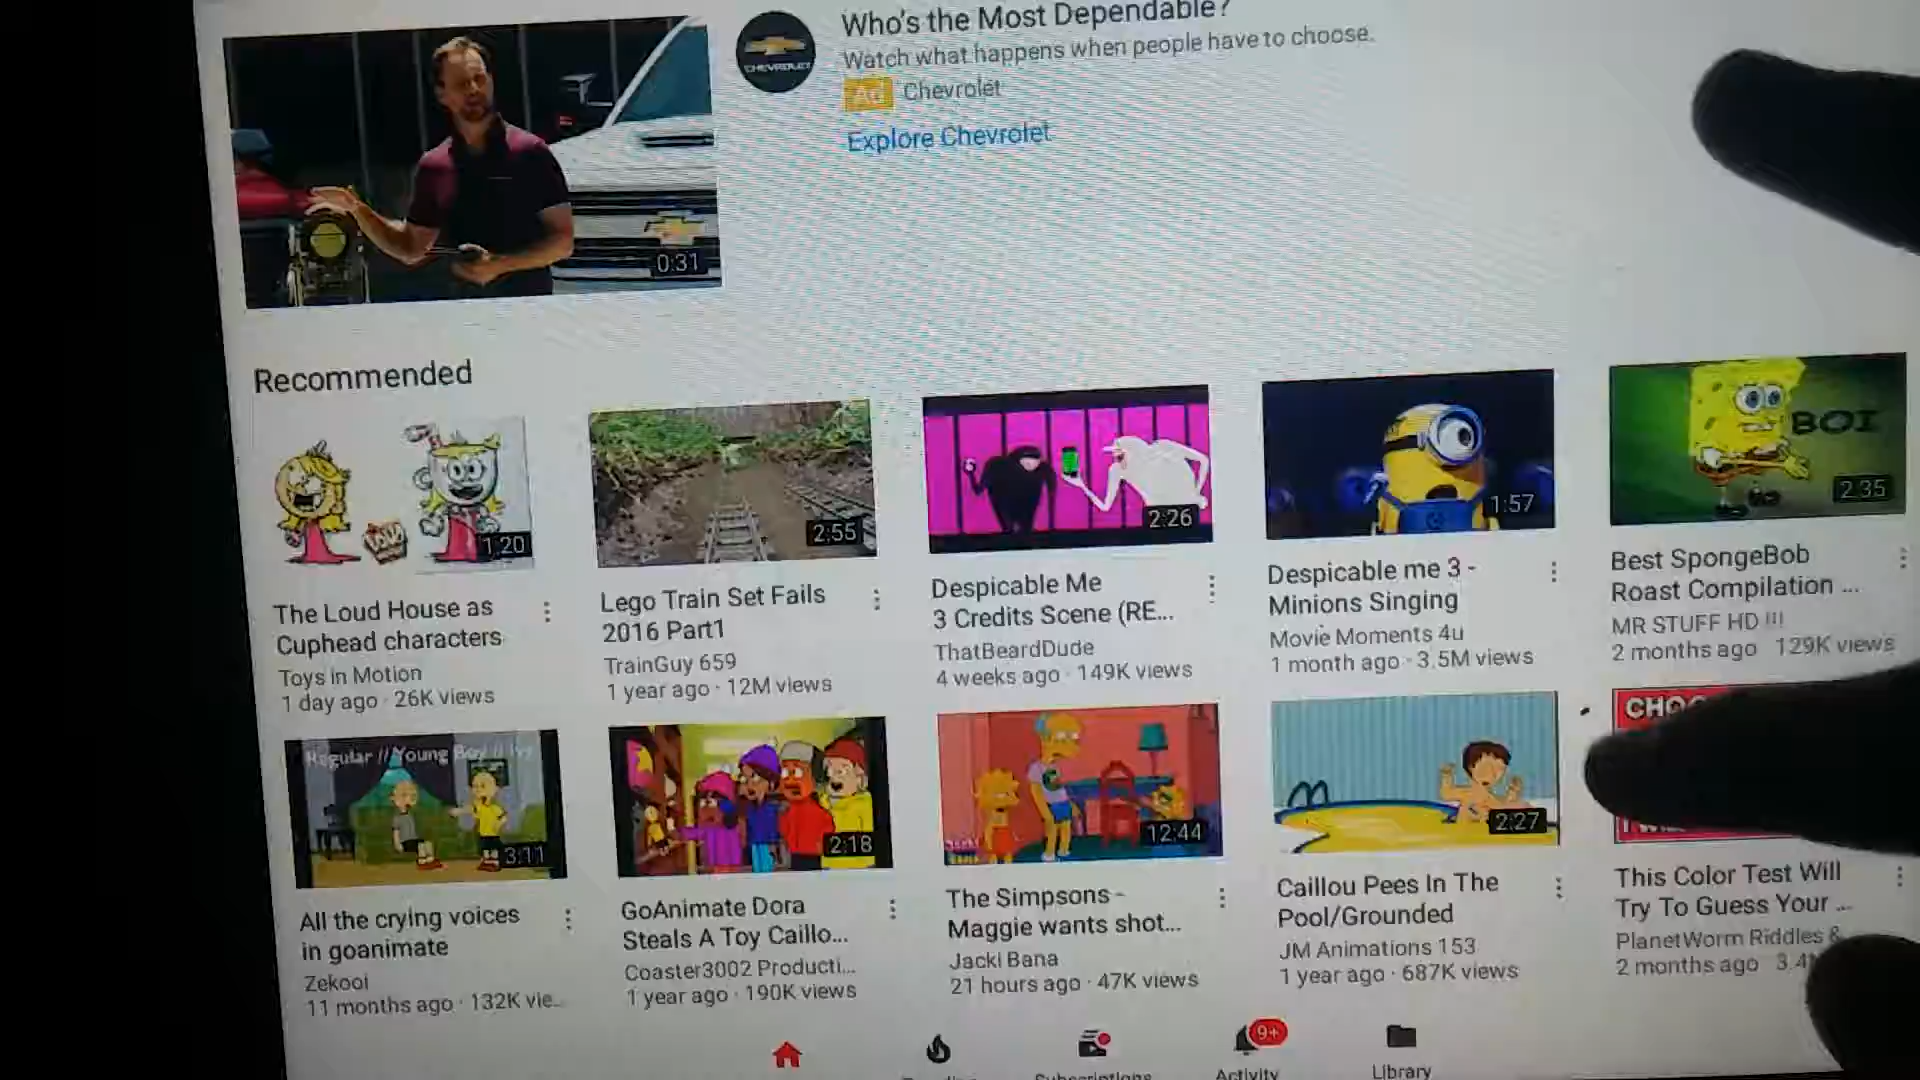 Who's the Most Dependable?
Watch what happens when people have to choose.
CHEVROLET
Ad Chevrolet
Explore Chevrolet
0:31
Recommended
1:20
2:55
2:26
1:57
BOI
2:35
The Loud House as
Cuphead characters
Toys in Motion
1 day ago · 26K views
Lego Train Set Fails
2016 Part1
TrainGuy 659
1 year ago · 12M views
Despicable Me
3 Credits Scene (RE...
ThatBeardDude
4 weeks ago · 149K views
Despicable me 3 -
Minions Singing
Movie Moments 4u
1 month ago · 3.5M views
Best SpongeBob
Roast Compilation ...
MR STUFF HD !!!
2 months ago 129K views
Regular // Young Boy // Ivy
3:11
2:18
12:44
2:27
All the crying voices
in goanimate
Zekooi
11 months ago · 132K vie...
GoAnimate Dora
Steals A Toy Caillo...
Coaster3002 Producti...
1 year ago · 190K views
The Simpsons -
Maggie wants shot...
Jacki Bana
21 hours ago · 47K views
Caillou Pees In The
Pool/Grounded
JM Animations 153
1 year ago · 687K views
This Color Test Will
Try To Guess Your ...
PlanetWorm Riddles &
2 months ago
9+
Subscriptions
Activity
Library